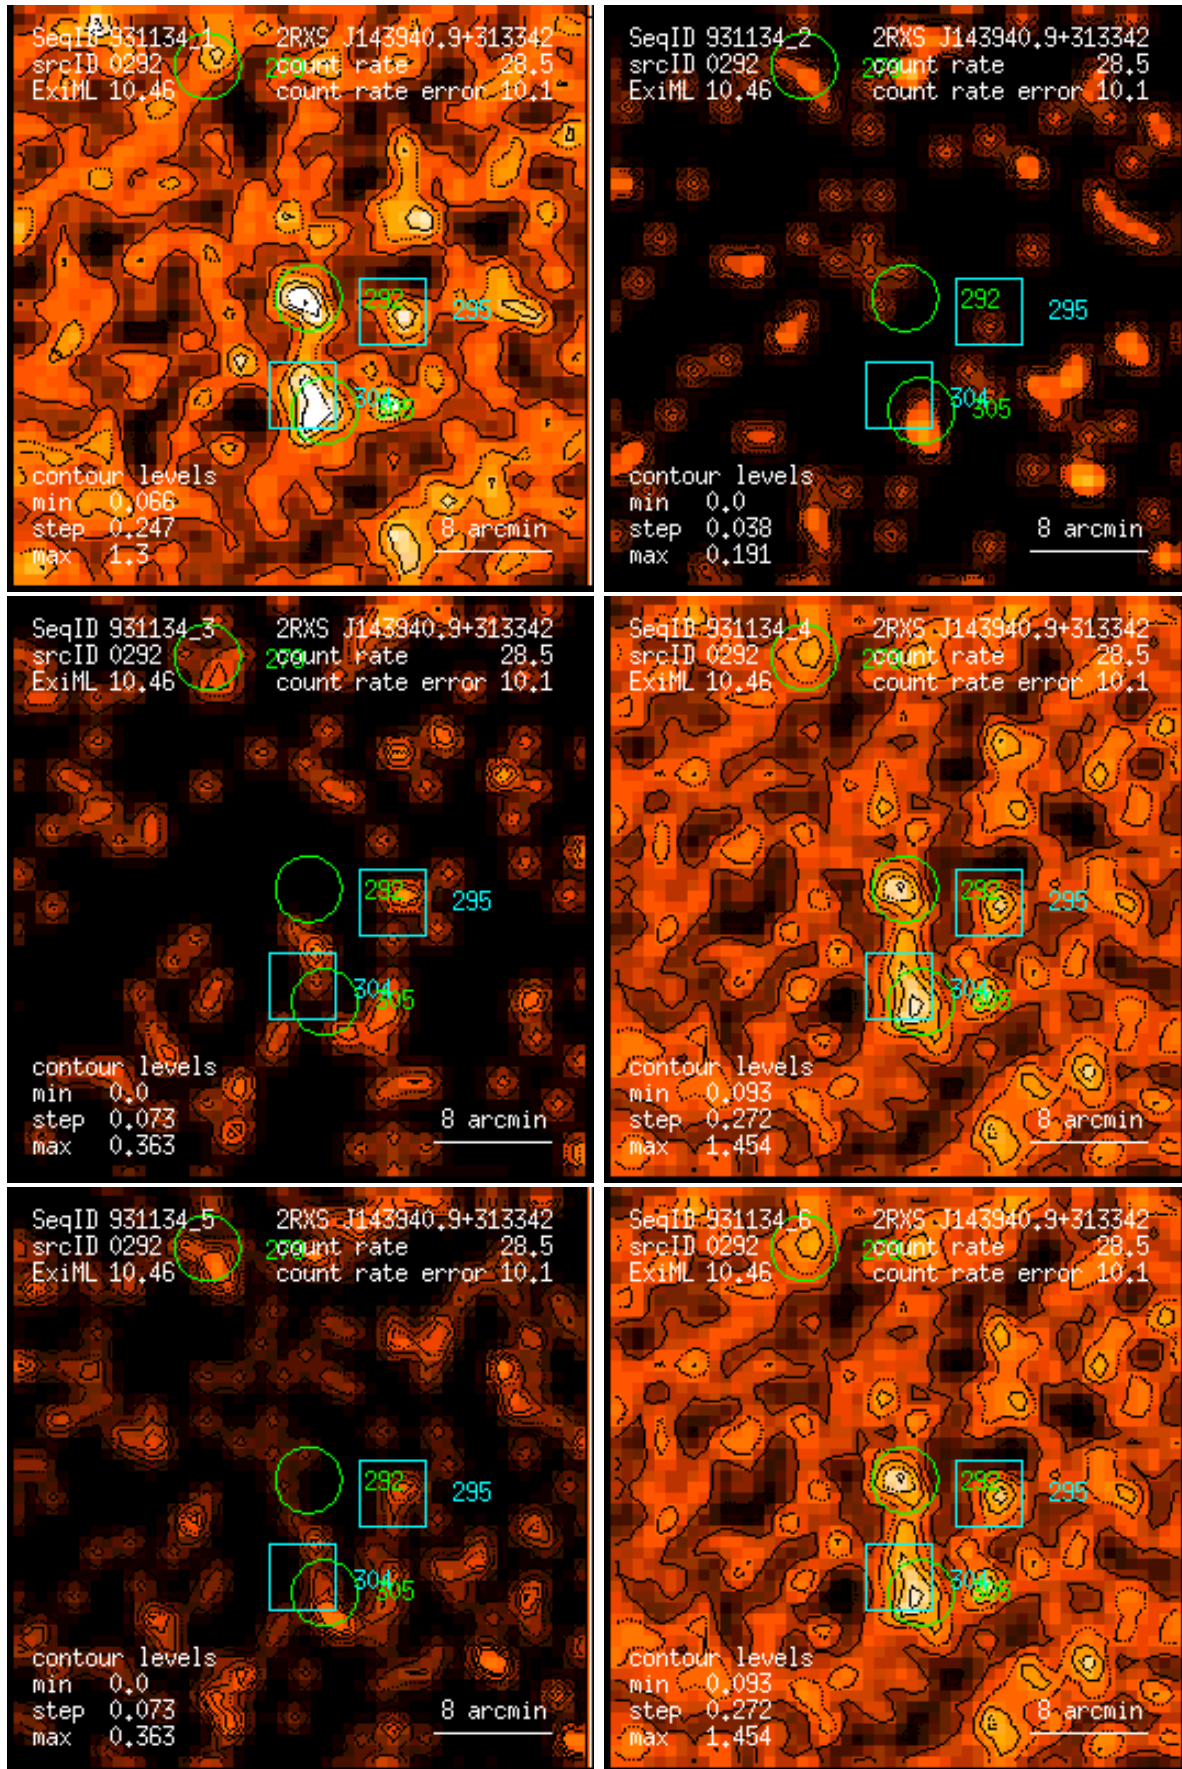 SeqID 931134_1 2RXS J143940.9+313342
srcID 0292 count rate 28.5
ExiML 10.46 count rate error 10.1
292
295
304
305
contour levels
min 0.066
step 0.247
max 1.3
8 arcmin
SeqID 931134_2 2RXS J143940.9+313342
srcID 0292 count rate 28.5
ExiML 10.46 count rate error 10.1
292
295
304
305
contour levels
min 0.0
step 0.038
max 0.191
8 arcmin
SeqID 931134_3 2RXS J143940.9+313342
srcID 0292 count rate 28.5
ExiML 10.46 count rate error 10.1
292
295
304
305
contour levels
min 0.0
step 0.073
max 0.363
8 arcmin
SeqID 931134_4 2RXS J143940.9+313342
srcID 0292 count rate 28.5
ExiML 10.46 count rate error 10.1
292
295
304
305
contour levels
min 0.093
step 0.272
max 1.454
8 arcmin
SeqID 931134_5 2RXS J143940.9+313342
srcID 0292 count rate 28.5
ExiML 10.46 count rate error 10.1
292
295
304
305
contour levels
min 0.0
step 0.073
max 0.363
8 arcmin
SeqID 931134_6 2RXS J143940.9+313342
srcID 0292 count rate 28.5
ExiML 10.46 count rate error 10.1
292
295
304
305
contour levels
min 0.093
step 0.272
max 1.454
8 arcmin